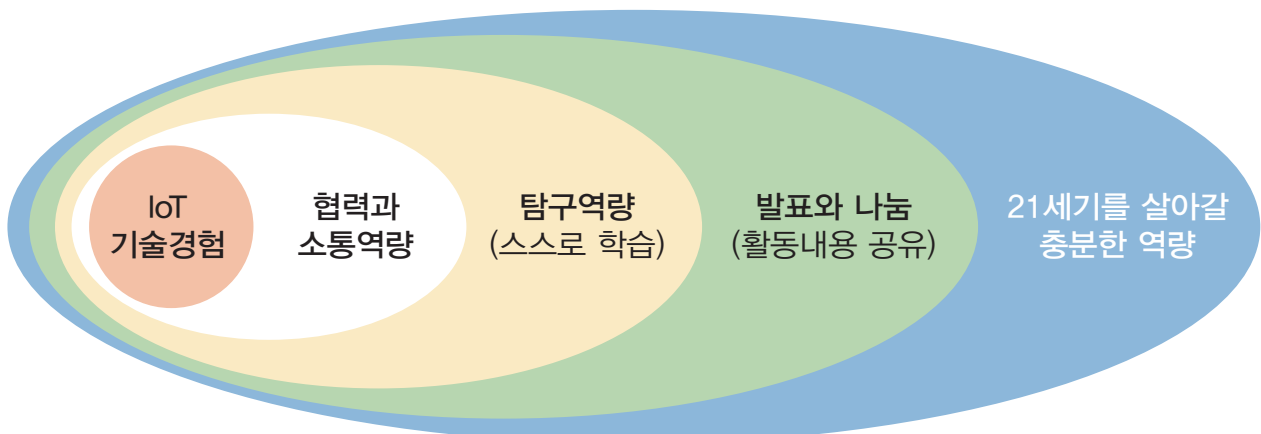 IoT
기술경험
협력과
소통역량
탐구역량
(스스로 학습)
발표와 나눔
(활동내용 공유)
21세기를 살아갈
충분한 역량